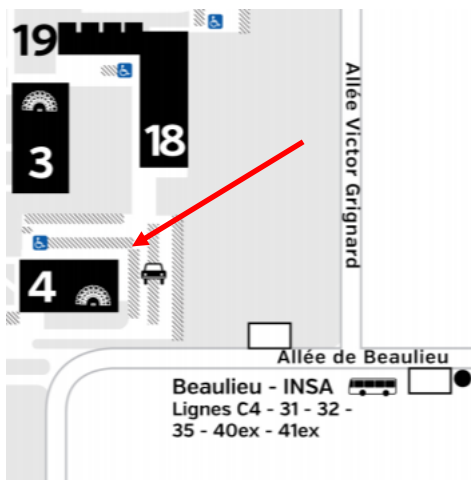 19
18
3
4
Allée Victor Grignard
Allée de Beaulieu
Beaulieu - INSA
Lignes C4 - 31 - 32 -
35 - 40ex - 41ex